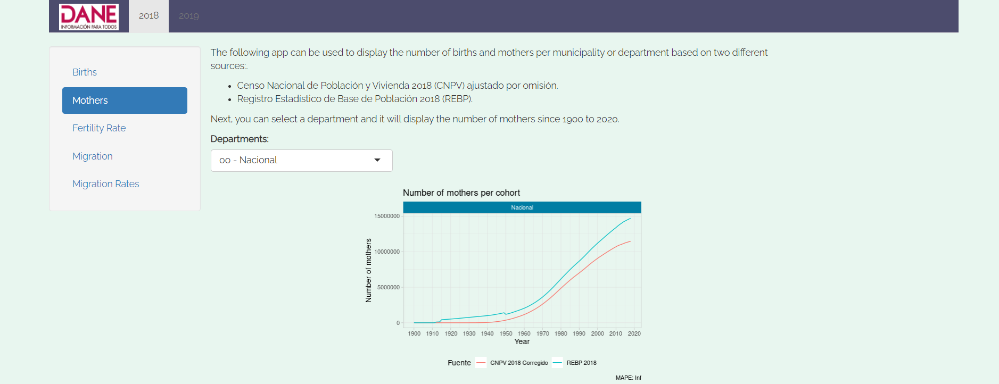 DANE
INFORMACIÓN PARA TODOS
2018
2019
Births
Mothers
Fertility Rate
Migration
Migration Rates
The following app can be used to display the number of births and mothers per municipality or department based on two different
sources:.
• Censo Nacional de Población y Vivienda 2018 (CNPV) ajustado por omisión.
• Registro Estadístico de Base de Población 2018 (REBP).
Next, you can select a department and it will display the number of mothers since 1900 to 2020.
Departments:
00 - Nacional
Number of mothers per cohort
Nacional
Number of mothers
15000000
10000000
5000000
0
1900 1910 1920 1930 1940 1950 1960 1970 1980 1990 2000 2010 2020
Year
Fuente CNPV 2018 Corregido REBP 2018
MAPE: Inf